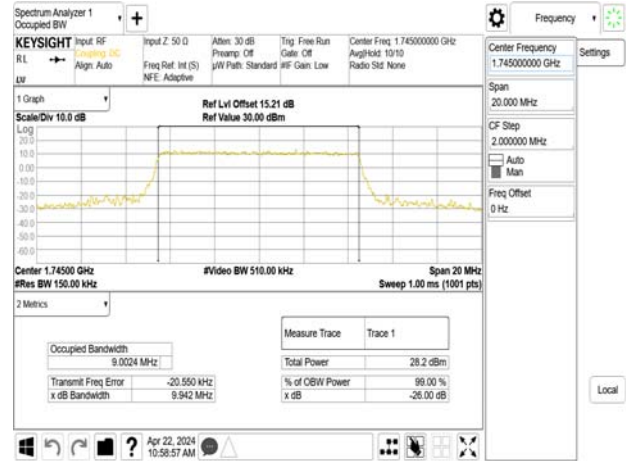 Spectrum Analyzer 1
Occupied BW
Frequency
KEYSIGHT
Input: RF
Coupling: DC
Align: Auto
Input Z: 50 Ω
Freq Ref: Int (S)
NFE: Adaptive
Atten: 30 dB
Preamp: Off
µW Path: Standard
Trig: Free Run
Gate: Off
#IF Gain: Low
Center Freq: 1.745000000 GHz
Avg|Hold: 10/10
Radio Std: None
RL
Center Frequency
1.745000000 GHz
Settings
Span
20.000 MHz
CF Step
2.000000 MHz
Auto
Man
Freq Offset
0 Hz
Local
1 Graph
Scale/Div 10.0 dB
Ref Lvl Offset 15.21 dB
Ref Value 30.00 dBm
Log
20.0
10.0
0.00
-10.0
-20.0
-30.0
-40.0
-50.0
-60.0
Center 1.74500 GHz
#Res BW 150.00 kHz
#Video BW 510.00 kHz
Span 20 MHz
Sweep 1.00 ms (1001 pts)
2 Metrics
Measure Trace Trace 1
Occupied Bandwidth
9.0024 MHz
Total Power 28.2 dBm
Transmit Freq Error -20.550 kHz
% of OBW Power 99.00 %
x dB Bandwidth 9.942 MHz
x dB -26.00 dB
Apr 22, 2024
10:58:57 AM